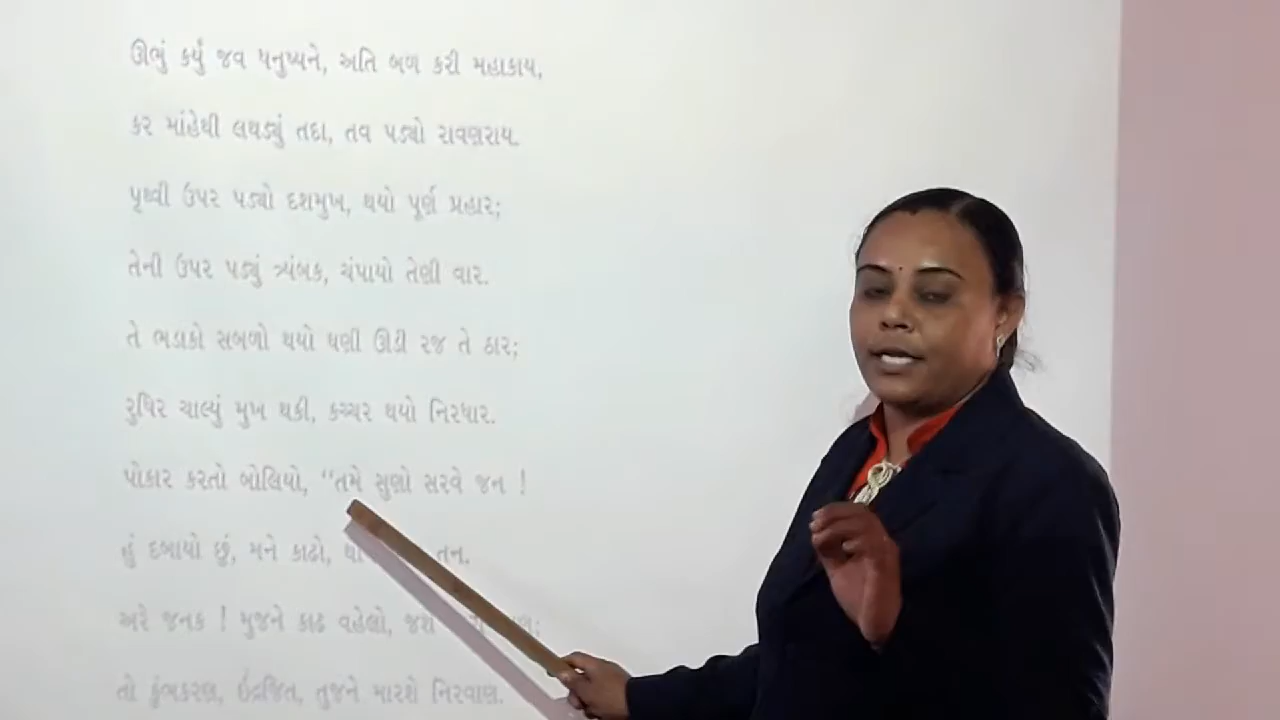 ઊભું કર્યું જવ ધનુષ્યને, અતિ બળ કરી મહાકાય,
કર માંહેથી લથડ્યું તદા, તવ પડ્યો રાવણરાય.
પૃથ્વી ઉપર પડ્યો દશમુખ, થયો પૂર્ણ પ્રહાર;
તેની ઉપર પડ્યું ત્ર્યંબક, ચંપાયો તેણી વાર.
તે ભડાકો સબળો થયો ઘણી ઊડી રજ તે ઠાર;
રુધિર ચાલ્યું મુખ થકી, કચ્ચર થયો નિરધાર.
પોકાર કરતો બોલિયો, “તમે સુણો સરવે જન !
હું દબાયો છું, મને કાઢો, તન.
અરે જનક ! મુજને કાઢ વહેલો,
તો કુંભકરણ, ઇંદ્રજિત, તુજને મારશે નિરવાણ.